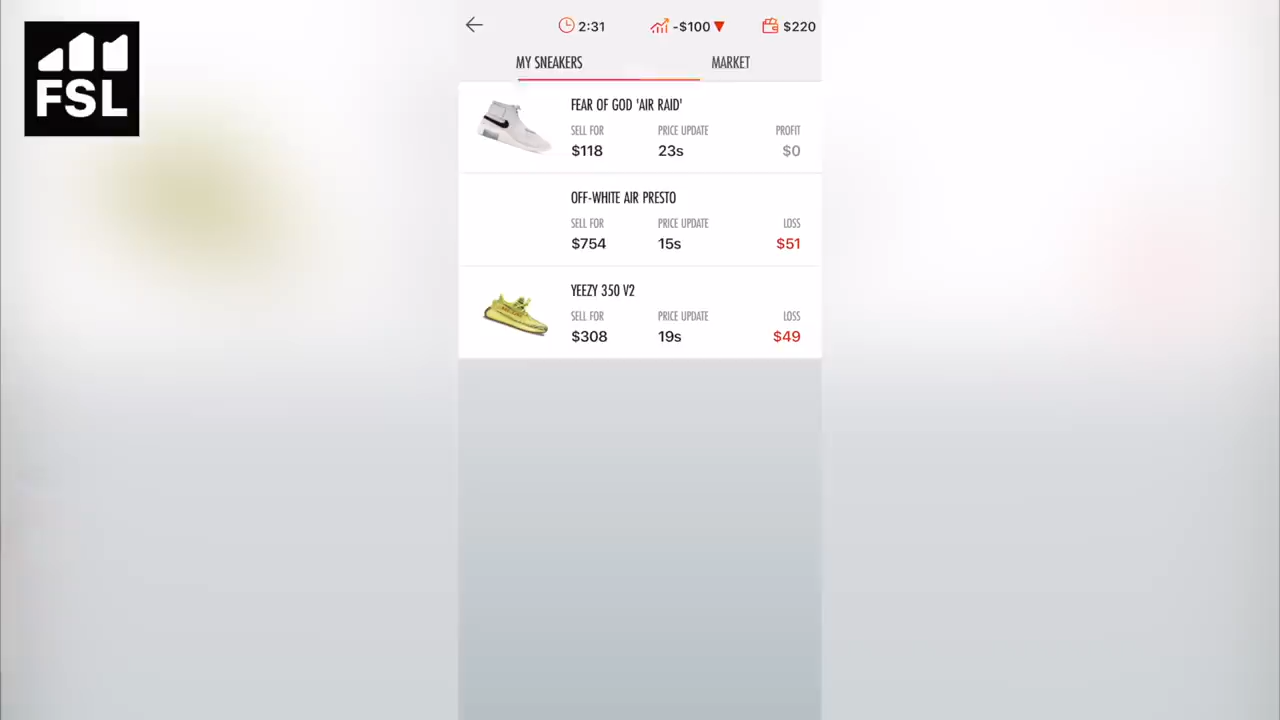 FSL
2:31 -$100 $220
MY SNEAKERS MARKET
FEAR OF GOD 'AIR RAID'
SELL FOR PRICE UPDATE PROFIT
$118 23s $0
OFF-WHITE AIR PRESTO
SELL FOR PRICE UPDATE LOSS
$754 15s $51
YEEZY 350 V2
SELL FOR PRICE UPDATE LOSS
$308 19s $49